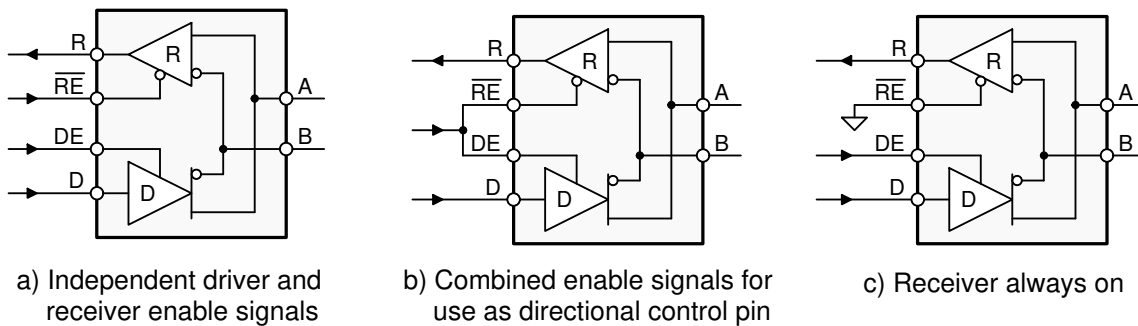 R
R
RE
A
DE
B
D
D
a) Independent driver and
receiver enable signals
R
R
RE
A
DE
B
D
D
b) Combined enable signals for
use as directional control pin
R
R
RE
A
DE
B
D
D
c) Receiver always on